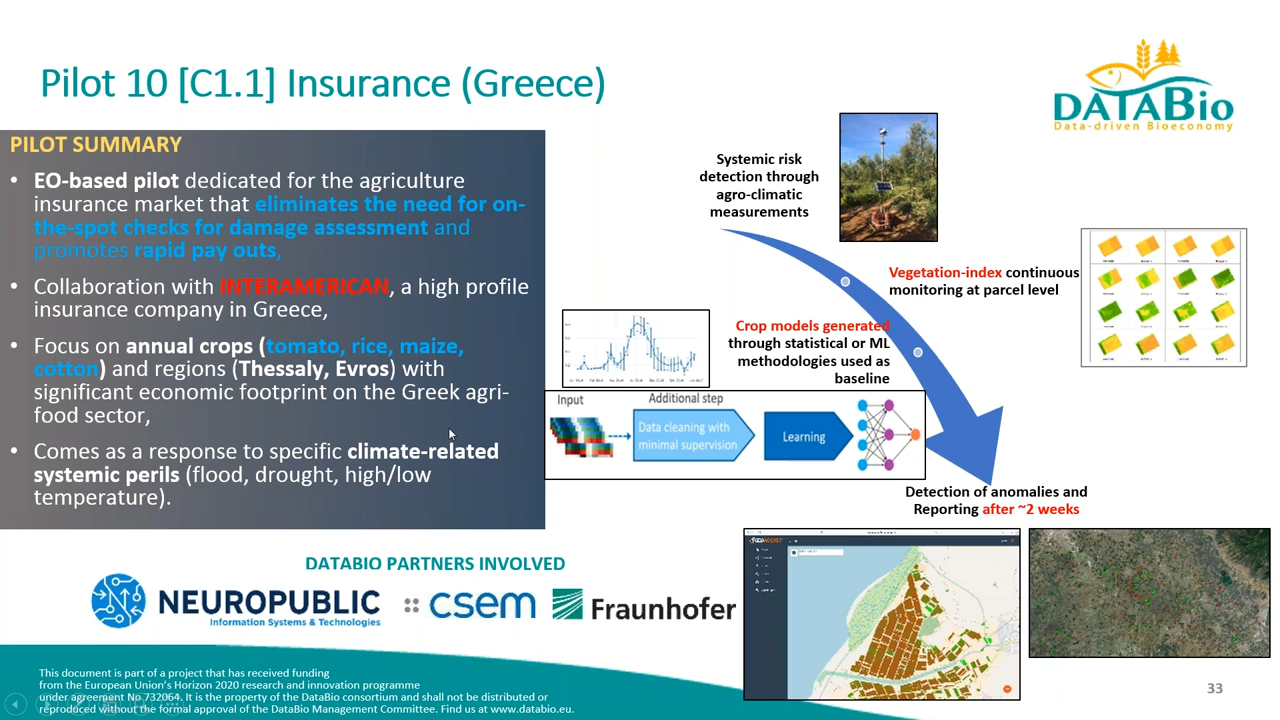 Pilot 10 [C1.1] Insurance (Greece)
DATABio
Data-driven Bioeconomy
PILOT SUMMARY
• EO-based pilot dedicated for the agriculture
insurance market that eliminates the need for on-
the-spot checks for damage assessment and
promotes rapid pay outs,
• Collaboration with INTERAMERICAN, a high profile
insurance company in Greece,
• Focus on annual crops (tomato, rice, maize,
cotton) and regions (Thessaly, Evros) with
significant economic footprint on the Greek agri-
food sector,
• Comes as a response to specific climate-related
systemic perils (flood, drought, high/low
temperature).
Systemic risk
detection through
agro-climatic
measurements
Vegetation-index continuous
monitoring at parcel level
Crop models generated
through statistical or ML
methodologies used as
baseline
Input
Additional step
Data cleaning with
minimal supervision
Learning
Detection of anomalies and
Reporting after ~2 weeks
DATABIO PARTNERS INVOLVED
NEUROPUBLIC
Information Systems & Technologies
csem
Fraunhofer
This document is part of a project that has received funding
from the European Union's Horizon 2020 research and innovation programme
under agreement No 732064. It is the property of the DataBio consortium and shall not be distributed or
reproduced without the formal approval of the DataBio Management Committee. Find us at www.databio.eu.
33